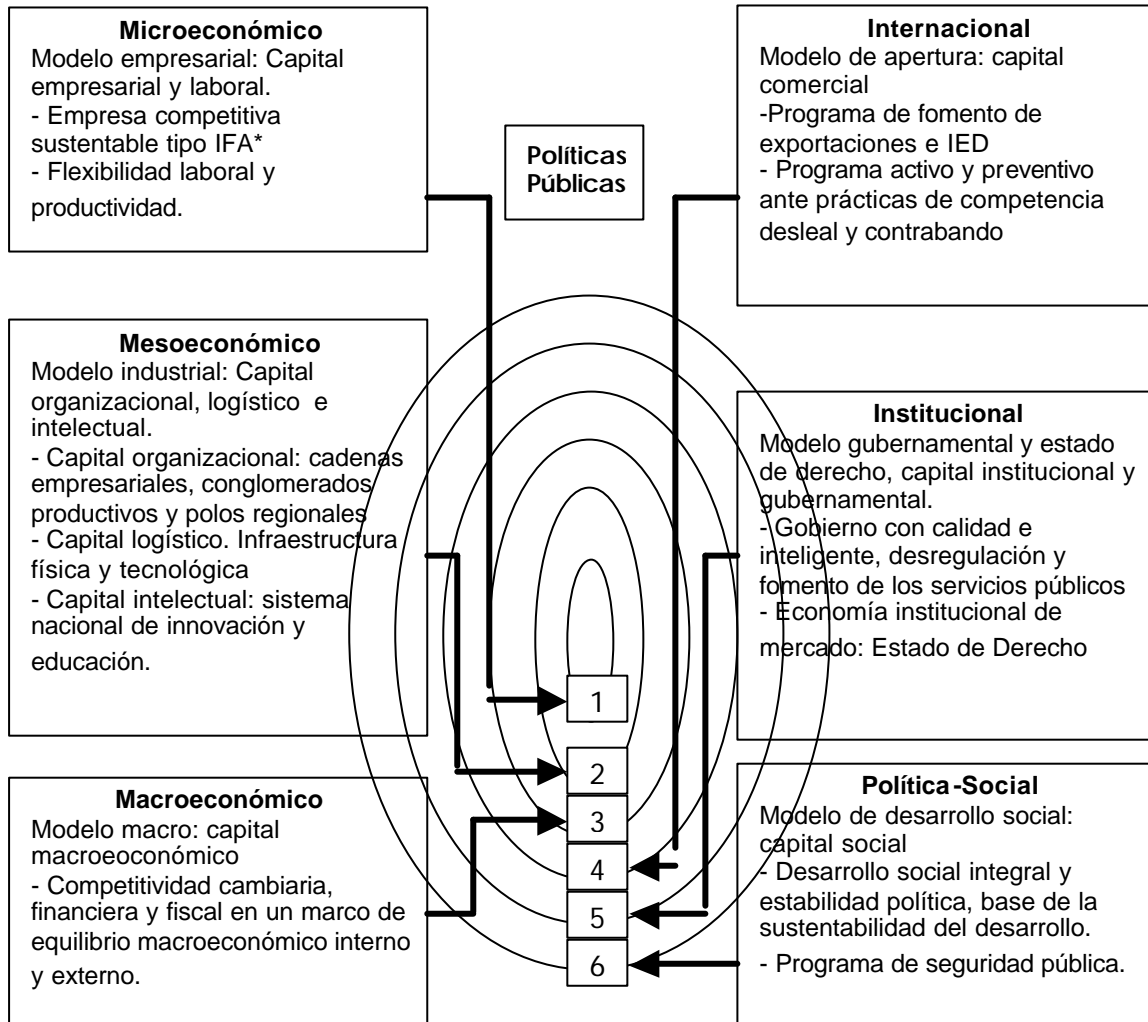 Microeconómico
Modelo empresarial: Capital
empresarial y laboral.
- Empresa competitiva
sustentable tipo IFA*
- Flexibilidad laboral y
productividad.
Políticas
Públicas
Internacional
Modelo de apertura: capital
comercial
-Programa de fomento de
exportaciones e IED
- Programa activo y preventivo
ante prácticas de competencia
desleal y contrabando
Mesoeconómico
Modelo industrial: Capital
organizacional, logístico e
intelectual.
- Capital organizacional: cadenas
empresariales, conglomerados
productivos y polos regionales
- Capital logístico. Infraestructura
física y tecnológica
- Capital intelectual: sistema
nacional de innovación y
educación.
Institucional
Modelo gubernamental y estado
de derecho, capital institucional y
gubernamental.
- Gobierno con calidad e
inteligente, desregulación y
fomento de los servicios públicos
- Economía institucional de
mercado: Estado de Derecho
Macroeconómico
Modelo macro: capital
macroeoconómico
- Competitividad cambiaria,
financiera y fiscal en un marco de
equilibrio macroeconómico interno
y externo.
1
2
3
4
5
6
Política-Social
Modelo de desarrollo social:
capital social
- Desarrollo social integral y
estabilidad política, base de la
sustentabilidad del desarrollo.
- Programa de seguridad pública.